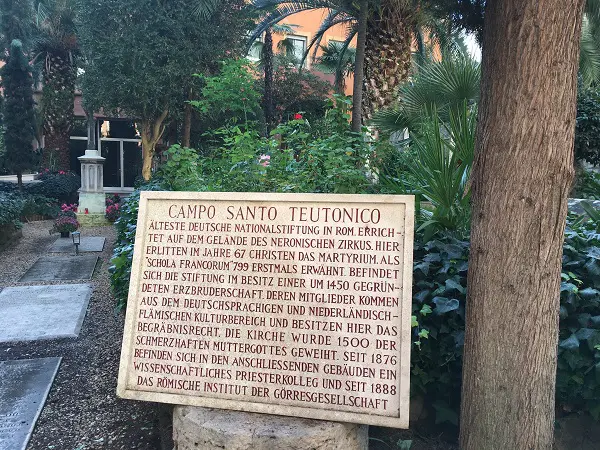 CAMPO SANTO TEUTONICO
ÄLTESTE DEUTSCHE NATIONALSTIFTUNG IN ROM. ERRICH-
TET AUF DEM GELÄNDE DES NERONISCHEN ZIRKUS. HIER
ERLITTEN IM JAHRE 67 CHRISTEN DAS MARTYRIUM. ALS
"SCHOLA FRANCORUM" 799 ERSTMALS ERWÄHNT. BEFINDET
SICH DIE STIFTUNG IM BESITZ EINER UM 1450 GEGRÜN-
DETEN ERZBRUDERSCHAFT. DEREN MITGLIEDER KOMMEN
AUS DEM DEUTSCHSPRACHIGEN UND NIEDERLÄNDISCH-
FLÄMISCHEN KULTURBEREICH UND BESITZEN HIER DAS
BEGRÄBNISRECHT. DIE KIRCHE WURDE 1500 DER
SCHMERZHAFTEN MUTTERGOTTES GEWEIHT. SEIT 1876
BEFINDEN SICH IN DEN ANSCHLIESSENDEN GEBÄUDEN EIN
WISSENSCHAFTLICHES PRIESTERKOLLEG UND SEIT 1888
DAS RÖMISCHE INSTITUT DER GÖRRESGESELLSCHAFT